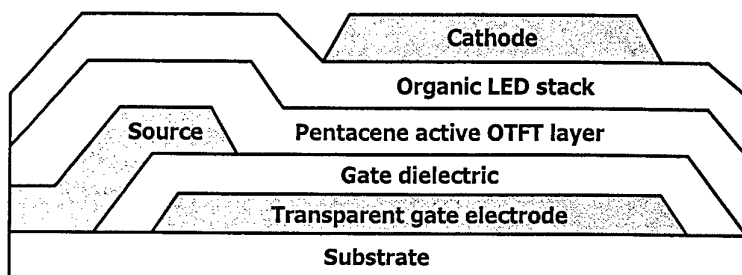 Cathode
Organic LED stack
Source
Pentacene active OTFT layer
Gate dielectric
Transparent gate electrode
Substrate